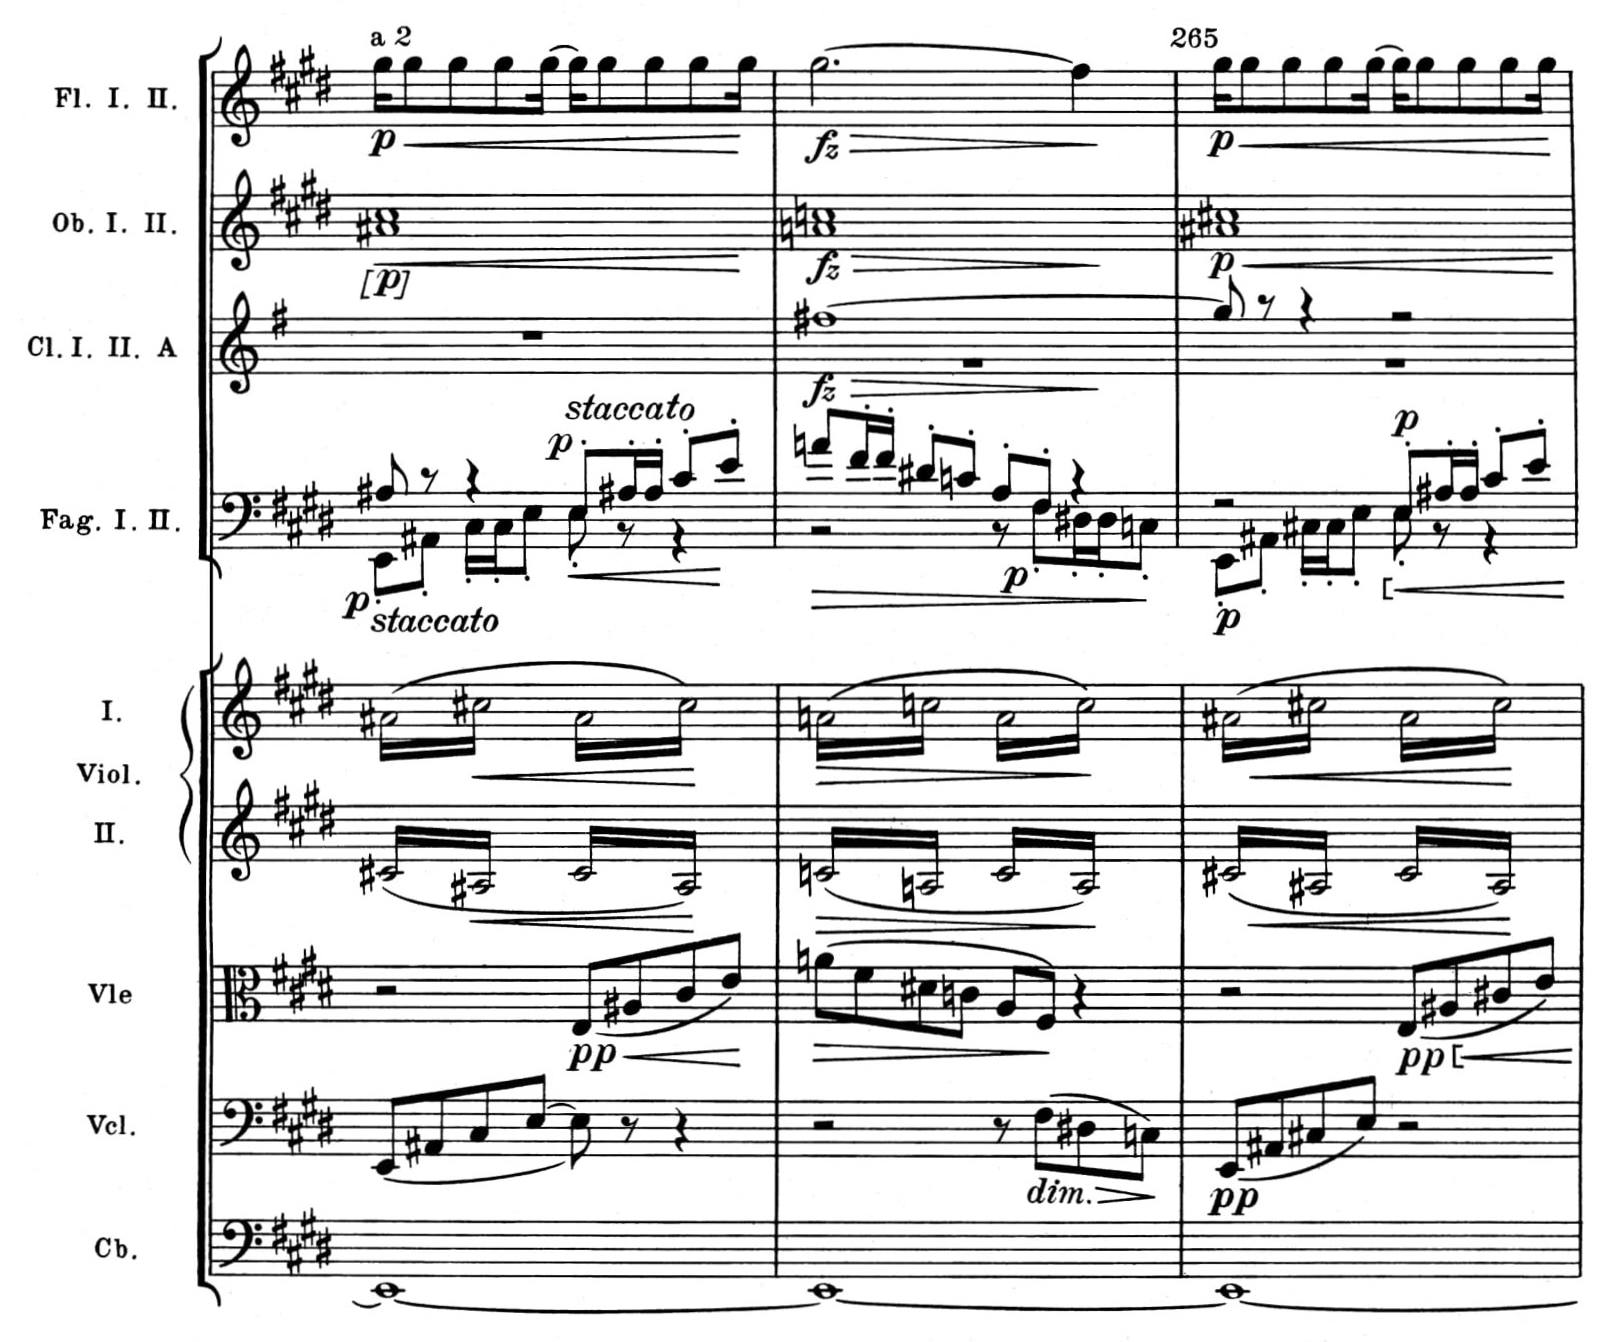 a 2 265
Fl. I. II.
p fz p
Ob. I. II.
[p] fz p
Cl. I. II. A
fz
staccato
p p
Fag. I. II.
p p p
staccato
I.
Viol.
II.
Vle
pp pp[
Vcl.
dim. pp
Cb.